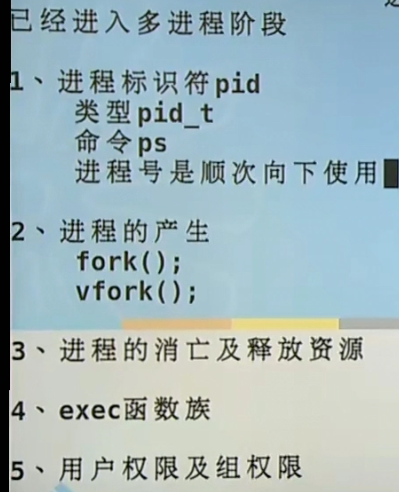 已经进入多进程阶段
1、进程标识符pid
类型pid_t
命令ps
进程号是顺次向下使用
2、进程的产生
fork();
vfork();
3、进程的消亡及释放资源
4、exec函数族
5、用户权限及组权限